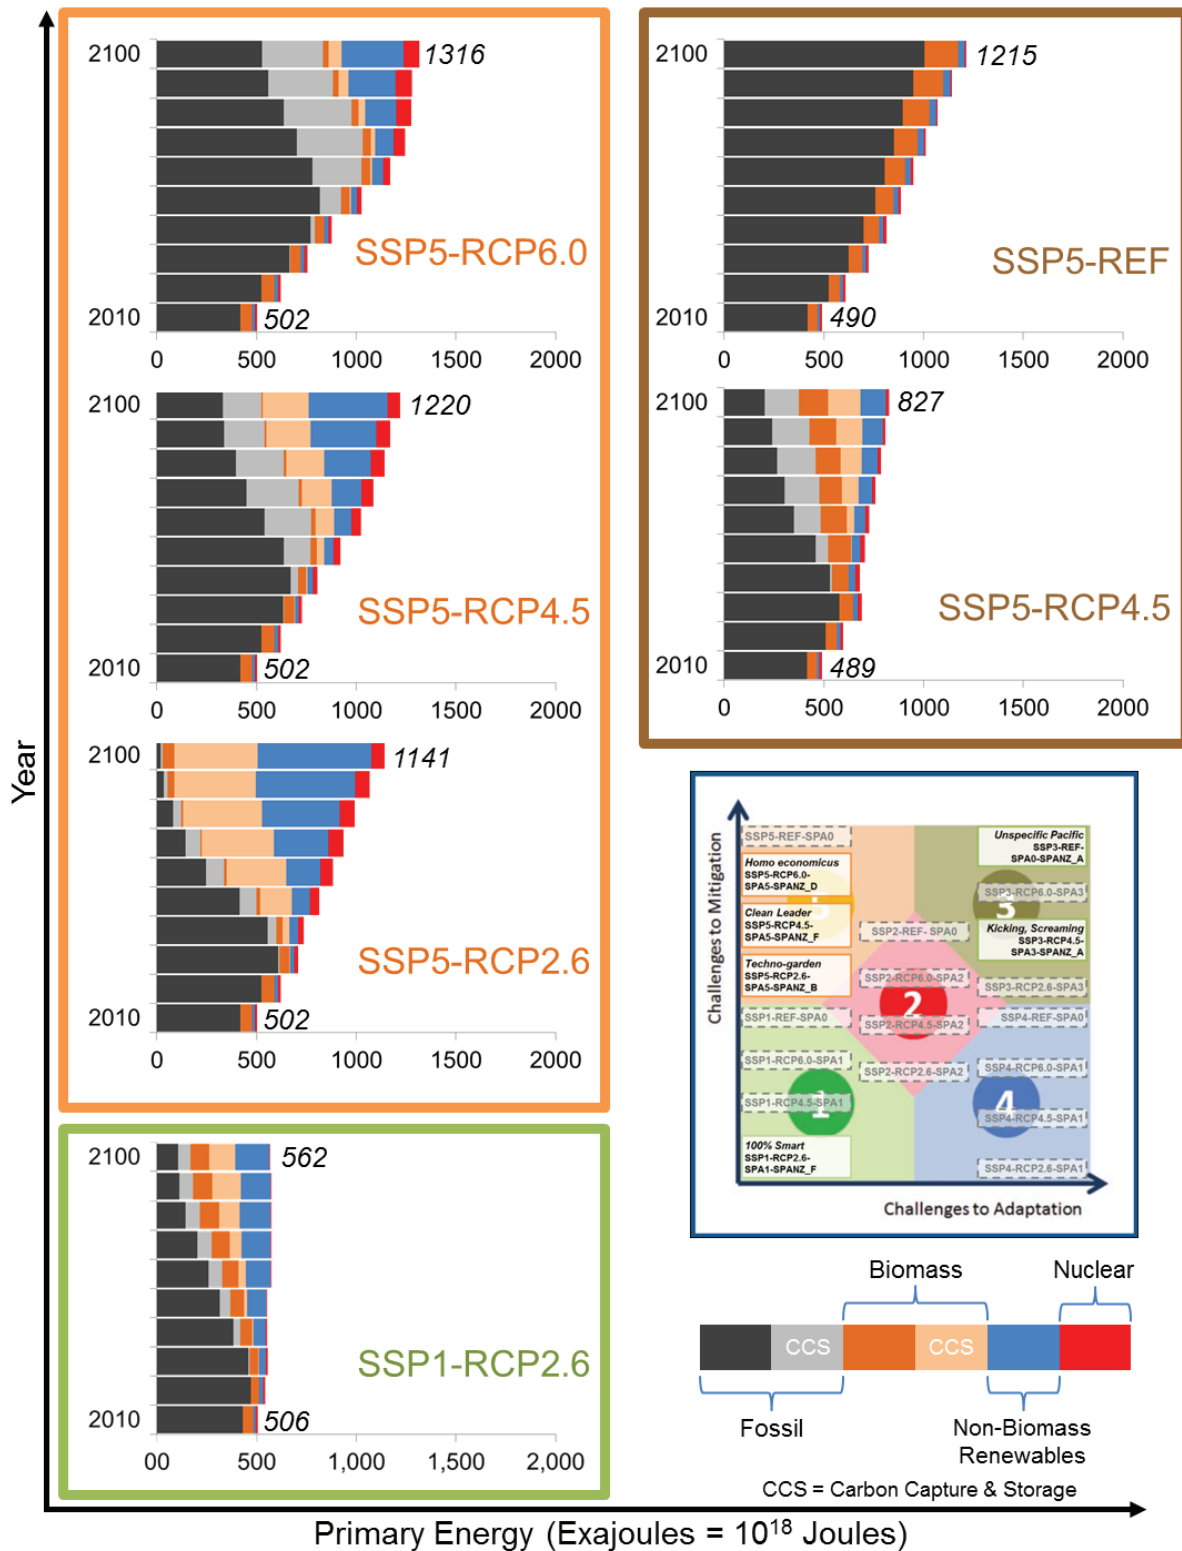 2100
1316
SSP5-RCP6.0
2010
502
0 500 1000 1500 2000
2100
1220
SSP5-RCP4.5
2010
502
0 500 1000 1500 2000
2100
1141
SSP5-RCP2.6
2010
502
0 500 1000 1500 2000
2100
562
SSP1-RCP2.6
2010
506
00 500 1,000 1,500 2,000
2100
1215
SSP5-REF
2010
490
0 500 1000 1500 2000
2100
827
SSP5-RCP4.5
2010
489
0 500 1000 1500 2000
Year
Primary Energy (Exajoules = 10¹⁸ Joules)
Challenges to Mitigation
Challenges to Adaptation
SSP5-REF-SPA0
Homo economicus
SSP5-RCP6.0-
SPA5-SPANZ_D
Clean Leader
SSP5-RCP4.5-
SPA5-SPANZ_F
Techno-garden
SSP5-RCP2.6-
SPA5-SPANZ_B
Unspecific Pacific
SSP3-REF-
SPA0-SPANZ_A
SSP3-RCP6.0-SPA3
3
Kicking, Screaming
SSP3-RCP4.5-
SPA3-SPANZ_A
SSP3-RCP2.6-SPA3
SSP2-REF- SPA0
SSP2-RCP6.0-SPA2
2
SSP2-RCP4.5-SPA2
SSP2-RCP2.6-SPA2
SSP1-REF-SPA0
SSP1-RCP6.0-SPA1
1
SSP1-RCP4.5-SPA1
100% Smart
SSP1-RCP2.6-
SPA1-SPANZ_F
SSP4-REF-SPA0
SSP4-RCP6.0-SPA1
4
SSP4-RCP4.5-SPA1
SSP4-RCP2.6-SPA1
Biomass
Nuclear
CCS
CCS
Fossil
Non-Biomass
Renewables
CCS = Carbon Capture & Storage